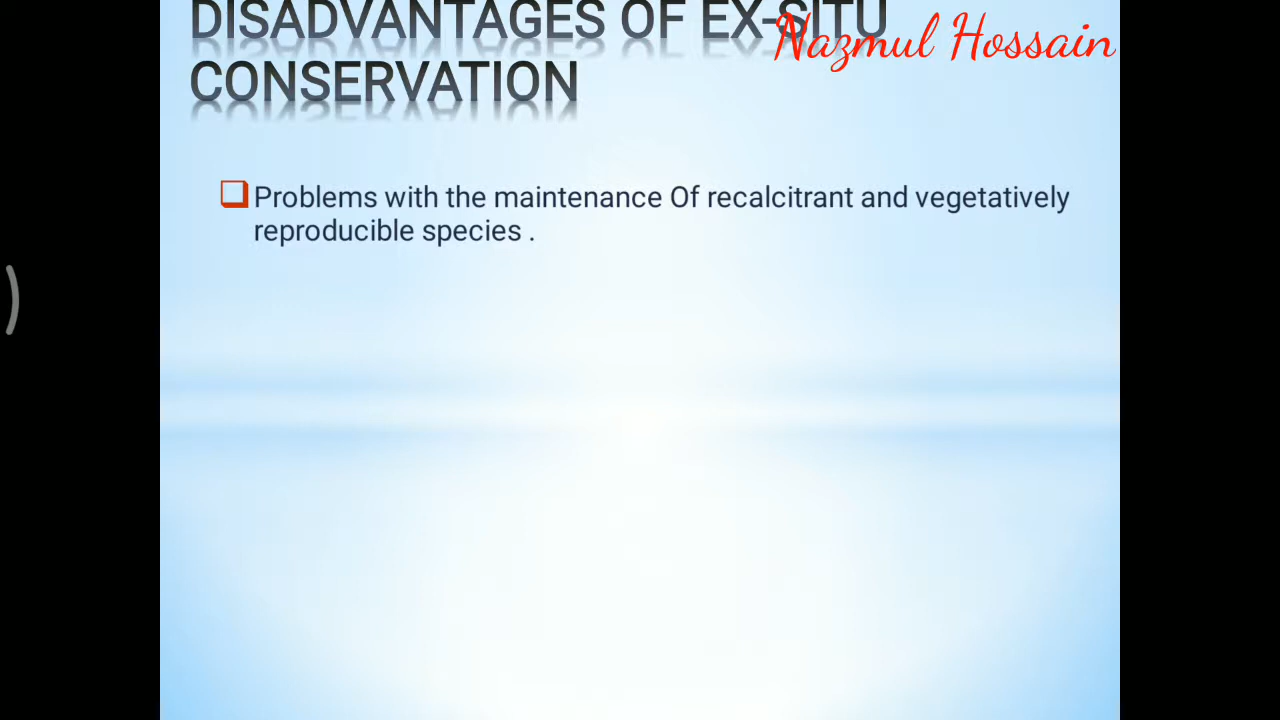 DISADVANTAGES OF EX-SITU
Nazmul Hossain
CONSERVATION
Problems with the maintenance Of recalcitrant and vegetatively
reproducible species .